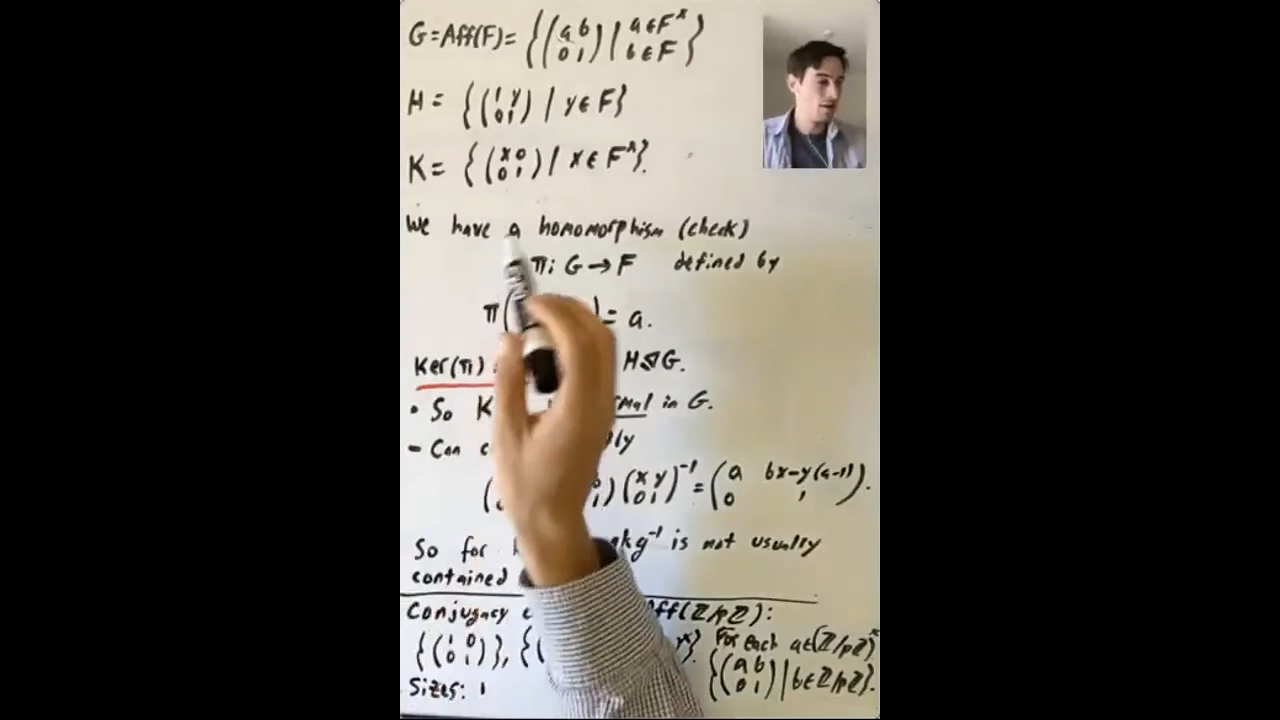 G = Aff(F) = {(a b 0 1) | a ∈ F^x b ∈ F}
H = {(1 y 0 1) | y ∈ F}
K = {(x 0 0 1) | x ∈ F^x}.
We have a homomorphism (check)
π: G → F defined by
π( ) = a.
Ker(π) H ⊴ G.
• So K in G.
- Can
(x y 0 1)^-1 = (a bx-y(a-1) 0 1).
So for gkg^-1 is not usually
contained
Conjugacy Aff(Z/pZ):
{(1 0 0 1)}, { For each a ∈ (Z/pZ)^x
{(a b 0 1) | b ∈ Z/pZ}.
Sizes: 1